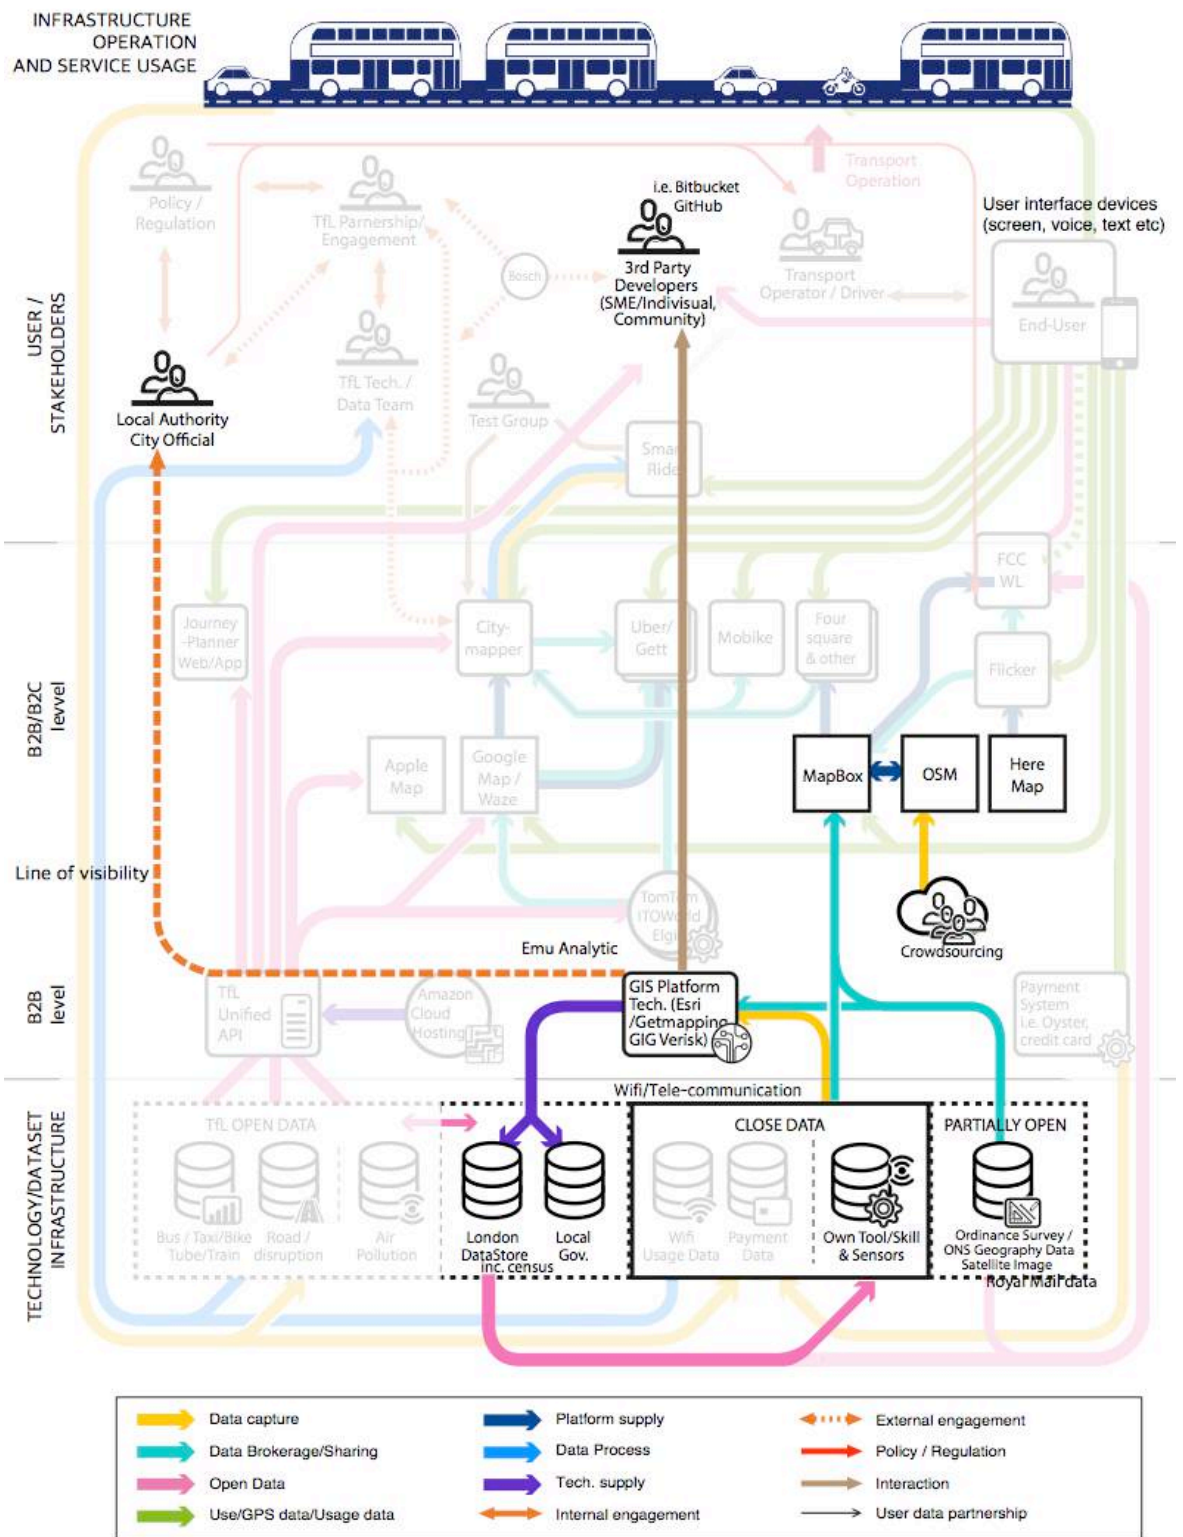 INFRASTRUCTURE
OPERATION
AND SERVICE USAGE
i.e. Bitbucket
GitHub
Transport
Operation
Policy /
Regulation
TfL Parnership/
Engagement
User interface devices
(screen, voice, text etc)
Bosch
3rd Party
Developers
(SME/Indivisual,
Community)
Transport
Operator / Driver
End-User
USER /
STAKEHOLDERS
TfL Tech. /
Data Team
Test Group
Local Authority
City Official
Smar
Ride
FCC
WL
Journey
-Planner
Web/App
City-
mapper
Uber/
Gett
Mobike
Four
square
& other
Flicker
B2B/B2C
levvel
Apple
Map
Google
Map /
Waze
MapBox
OSM
Here
Map
Line of visibility
TomTom
ITOWorld
Elgi
Crowdsourcing
Emu Analytic
B2B
level
TfL
Unified
API
Amazon
Cloud
Hosting
GIS Platform
Tech. (Esri
/Getmapping
GIG Verisk)
Payment
System
i.e. Oyster,
credit card
Wifi/Tele-communication
TECHNOLOGY/DATASET
INFRASTRUCTURE
TfL OPEN DATA
CLOSE DATA
PARTIALLY OPEN
Bus / Taxi/Bike
Tube/Train
Road /
disruption
Air
Pollution
London
DataStore
inc. census
Local
Gov.
Wifi
Usage Data
Payment
Data
Own Tool/Skill
& Sensors
Ordinance Survey /
ONS Geography Data
Satellite Image
Royal Mail data
Data capture
Platform supply
External engagement
Data Brokerage/Sharing
Data Process
Policy / Regulation
Open Data
Tech. supply
Interaction
Use/GPS data/Usage data
Internal engagement
User data partnership